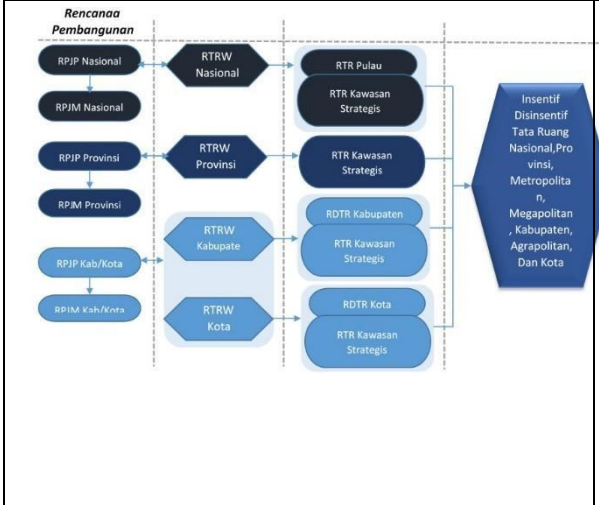 Rencanaa
Pembangunan
RPJP Nasional
RTRW
Nasional
RTR Pulau
RPJM Nasional
RTR Kawasan
Strategis
RPJP Provinsi
RTRW
Provinsi
RTR Kawasan
Strategis
RPJM Provinsi
RTRW
Kabupate
RDTR Kabupaten
RTR Kawasan
Strategis
RPJP Kab/Kota
RPJM Kab/Kota
RTRW
Kota
RDTR Kota
RTR Kawasan
Strategis
Insentif
Disinsentif
Tata Ruang
Nasional,Pro
vinsi,
Metropolita
n,
Megapolitan
, Kabupaten,
Agrapolitan,
Dan Kota